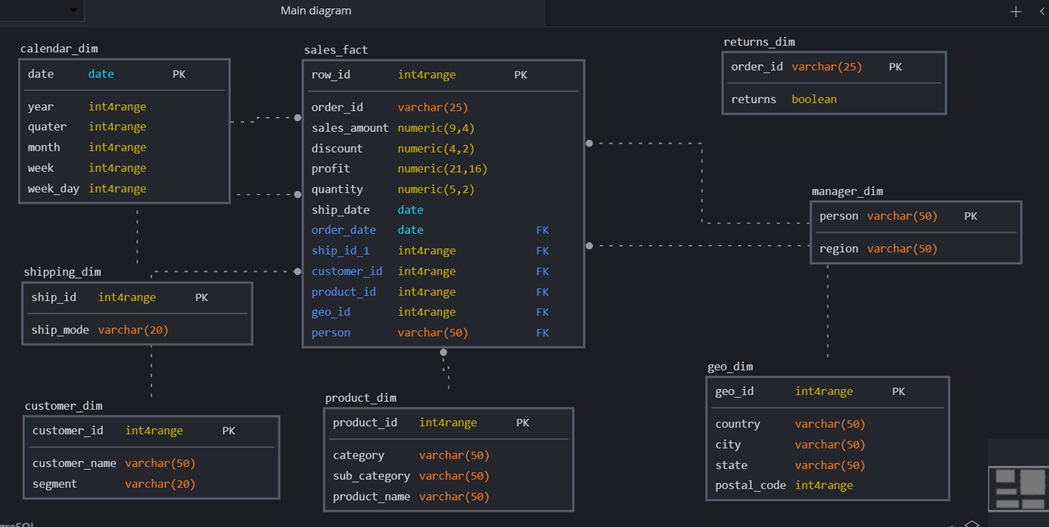 Main diagram
calendar_dim
date date PK
year int4range
quater int4range
month int4range
week int4range
week_day int4range
sales_fact
row_id int4range PK
order_id varchar(25)
sales_amount numeric(9,4)
discount numeric(4,2)
profit numeric(21,16)
quantity numeric(5,2)
ship_date date
order_date date FK
ship_id_1 int4range FK
customer_id int4range FK
product_id int4range FK
geo_id int4range FK
person varchar(50) FK
returns_dim
order_id varchar(25) PK
returns boolean
manager_dim
person varchar(50) PK
region varchar(50)
shipping_dim
ship_id int4range PK
ship_mode varchar(20)
customer_dim
customer_id int4range PK
customer_name varchar(50)
segment varchar(20)
product_dim
product_id int4range PK
category varchar(50)
sub_category varchar(50)
product_name varchar(50)
geo_dim
geo_id int4range PK
country varchar(50)
city varchar(50)
state varchar(50)
postal_code int4range